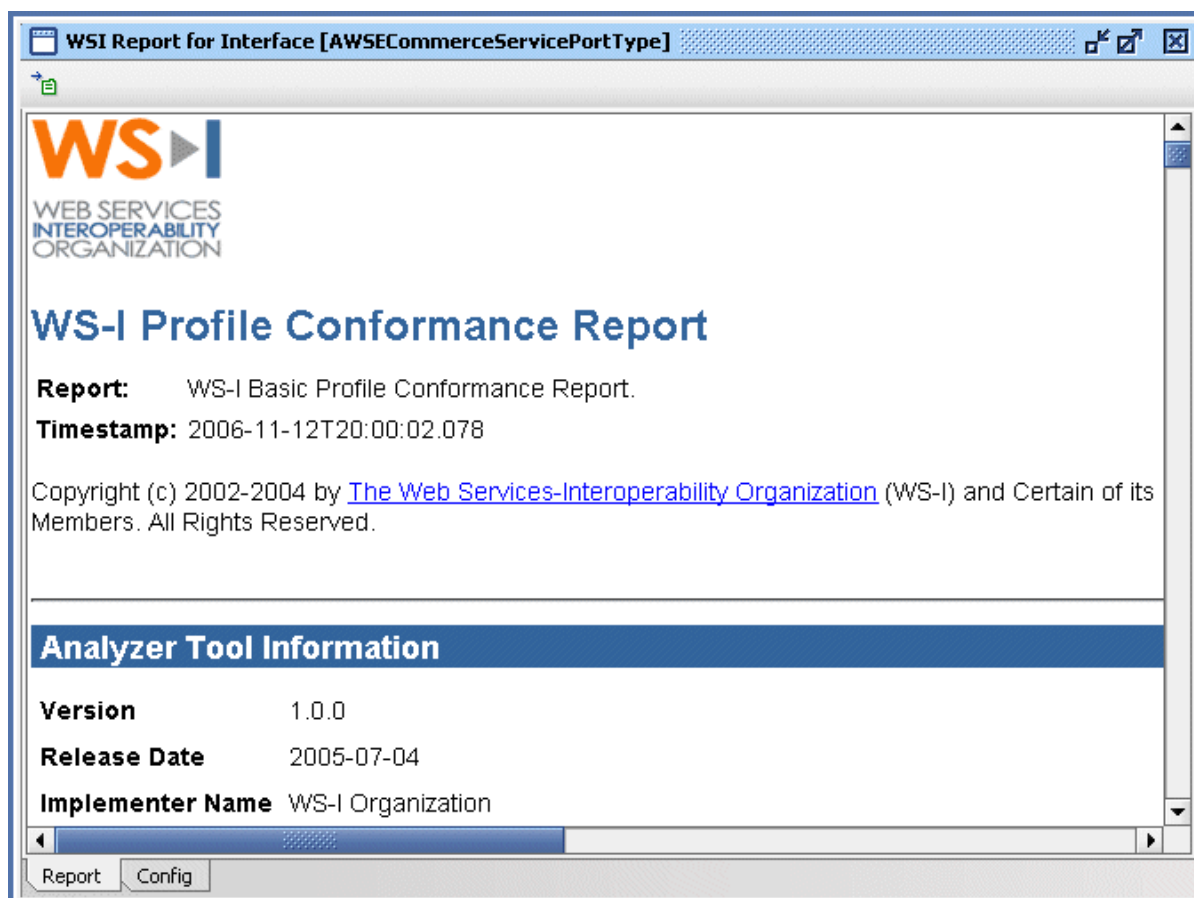 WSI Report for Interface [AWSECommerceServicePortType]
WS I
WEB SERVICES
INTEROPERABILITY
ORGANIZATION
WS-I Profile Conformance Report
Report: WS-I Basic Profile Conformance Report.
Timestamp: 2006-11-12T20:00:02.078
Copyright (c) 2002-2004 by The Web Services-Interoperability Organization (WS-I) and Certain of its
Members. All Rights Reserved.
Analyzer Tool Information
Version 1.0.0
Release Date 2005-07-04
Implementer Name WS-I Organization
Report Config